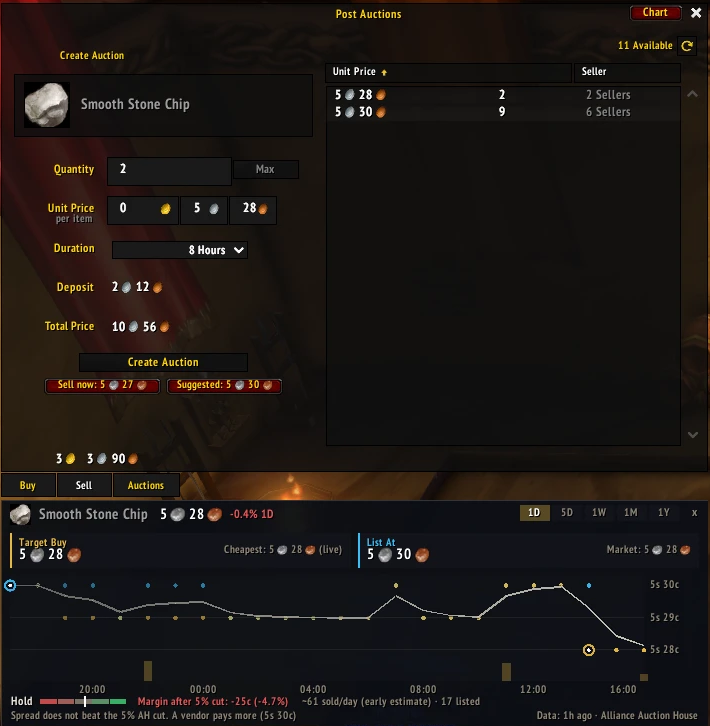 Post Auctions
Chart
11 Available
Create Auction
Unit Price
Seller
5 28 2 2 Sellers
5 30 9 6 Sellers
Smooth Stone Chip
Quantity 2 Max
Unit Price 0 5 28
per item
Duration 8 Hours
Deposit 2 12
Total Price 10 56
Create Auction
Sell now: 5 27
Suggested: 5 30
3 3 90
Buy
Sell
Auctions
Smooth Stone Chip 5 28 -0.4% 1D
1D 5D 1W 1M 1Y x
Target Buy
5 28
Cheapest: 5 28 (live)
List At
5 30
Market: 5 28
5s 30c
5s 29c
5s 28c
20:00 00:00 04:00 08:00 12:00 16:00
Hold Margin after 5% cut: -25c (-4.7%) ~61 sold/day (early estimate) · 17 listed
Spread does not beat the 5% AH cut. A vendor pays more (5s 30c)
Data: 1h ago · Alliance Auction House